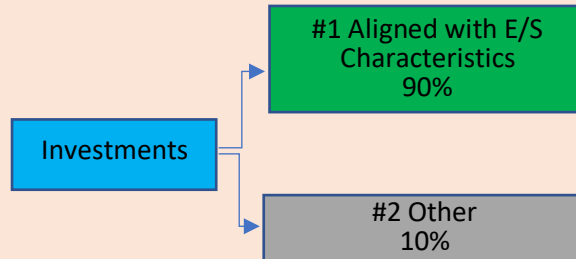 #1 Aligned with E/S
Characteristics
90%
Investments
#2 Other
10%